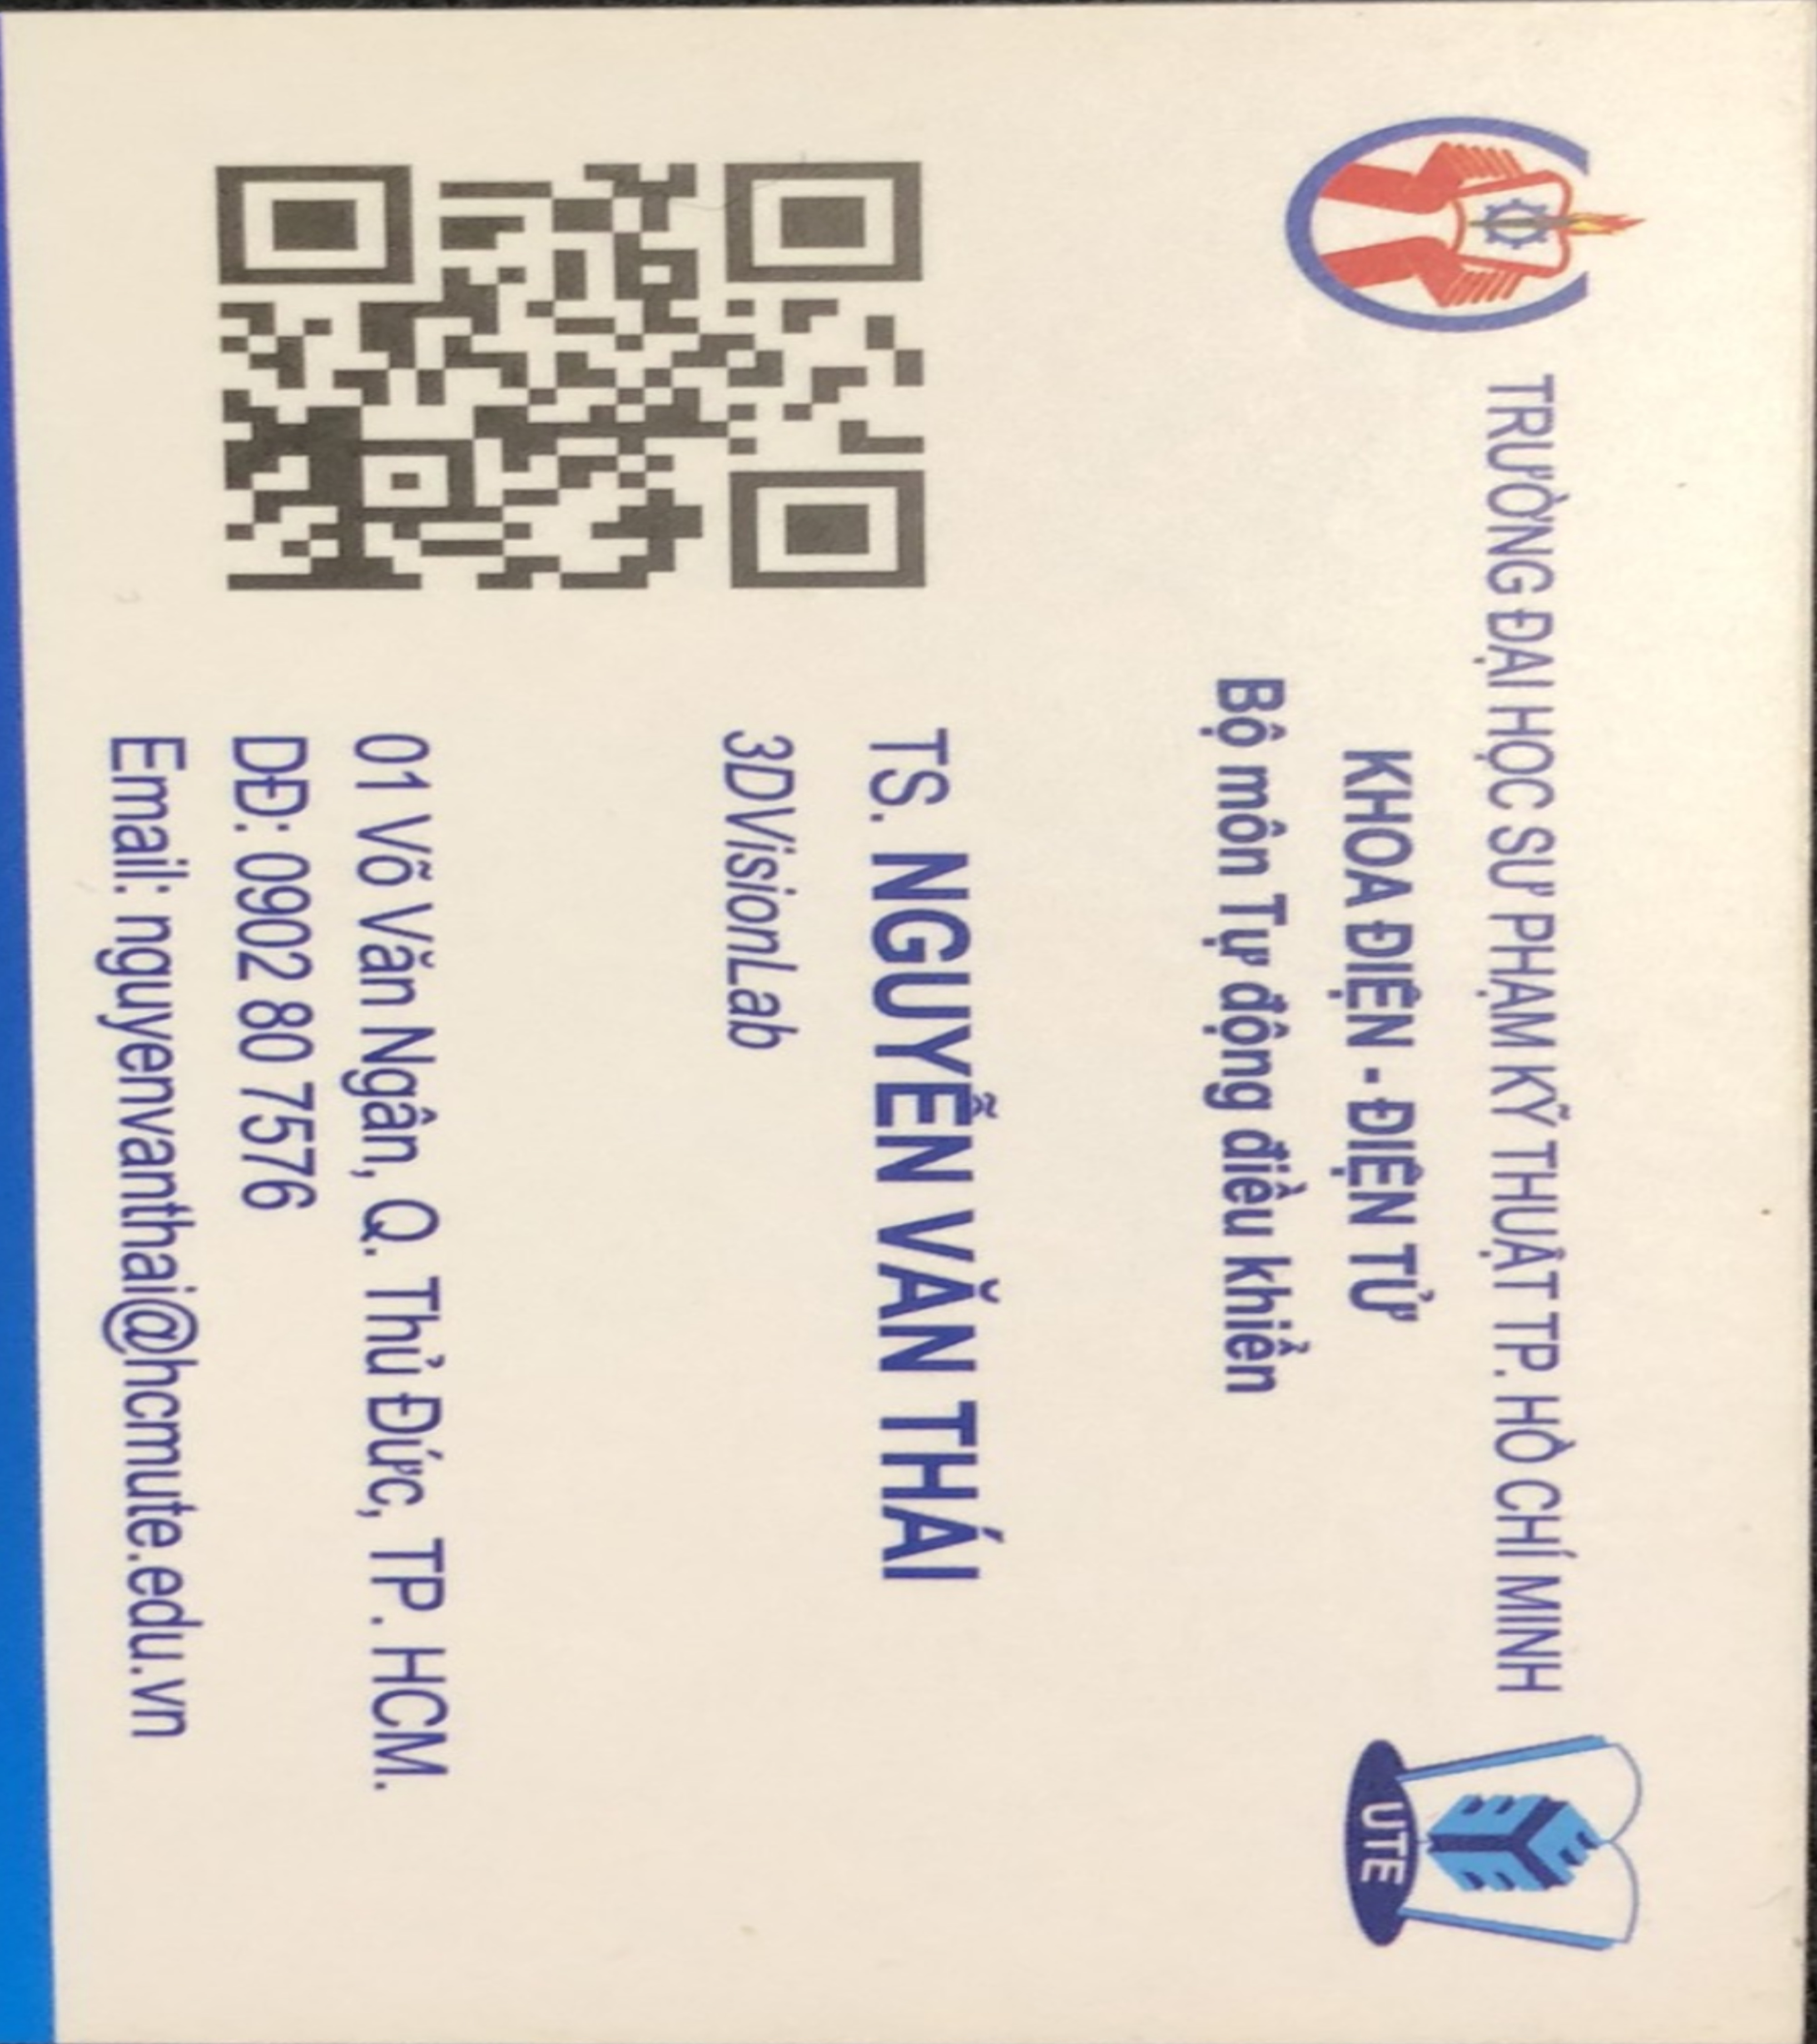 TRƯỜNG ĐẠI HỌC SƯ PHẠM KỸ THUẬT TP. HỒ CHÍ MINH
UTE
KHOA ĐIỆN - ĐIỆN TỬ
Bộ môn Tự động điều khiển
TS. NGUYỄN VĂN THÁI
3DVisionLab
01 Võ Văn Ngân, Q. Thủ Đức, TP. HCM.
DĐ: 0902 80 7576
Email: nguyenvanthai@hcmute.edu.vn